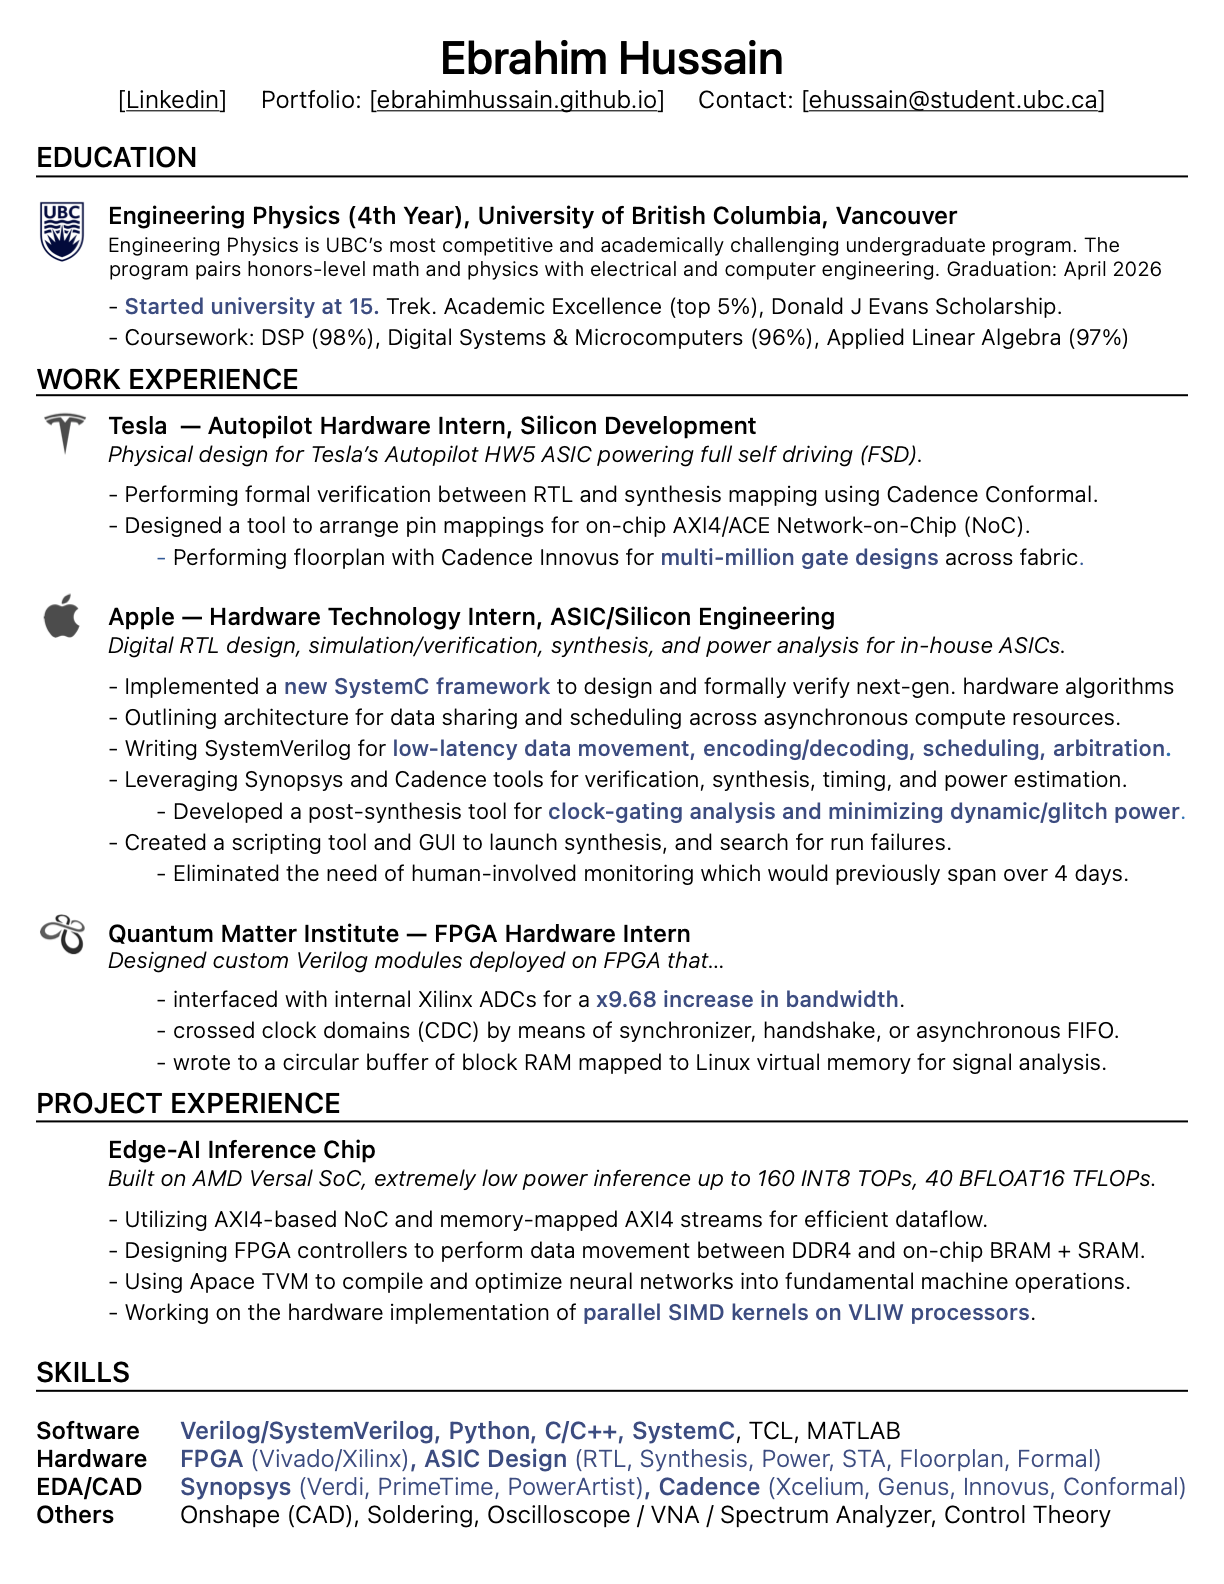 Ebrahim Hussain
[Linkedin] Portfolio: [ebrahimhussain.github.io] Contact: [ehussain@student.ubc.ca]
EDUCATION
UBC
Engineering Physics (4th Year), University of British Columbia, Vancouver
Engineering Physics is UBC’s most competitive and academically challenging undergraduate program. The
program pairs honors-level math and physics with electrical and computer engineering. Graduation: April 2026
- Started university at 15. Trek. Academic Excellence (top 5%), Donald J Evans Scholarship.
- Coursework: DSP (98%), Digital Systems & Microcomputers (96%), Applied Linear Algebra (97%)
WORK EXPERIENCE
Tesla — Autopilot Hardware Intern, Silicon Development
Physical design for Tesla’s Autopilot HW5 ASIC powering full self driving (FSD).
- Performing formal verification between RTL and synthesis mapping using Cadence Conformal.
- Designed a tool to arrange pin mappings for on-chip AXI4/ACE Network-on-Chip (NoC).
- Performing floorplan with Cadence Innovus for multi-million gate designs across fabric.
Apple — Hardware Technology Intern, ASIC/Silicon Engineering
Digital RTL design, simulation/verification, synthesis, and power analysis for in-house ASICs.
- Implemented a new SystemC framework to design and formally verify next-gen. hardware algorithms
- Outlining architecture for data sharing and scheduling across asynchronous compute resources.
- Writing SystemVerilog for low-latency data movement, encoding/decoding, scheduling, arbitration.
- Leveraging Synopsys and Cadence tools for verification, synthesis, timing, and power estimation.
- Developed a post-synthesis tool for clock-gating analysis and minimizing dynamic/glitch power.
- Created a scripting tool and GUI to launch synthesis, and search for run failures.
- Eliminated the need of human-involved monitoring which would previously span over 4 days.
Quantum Matter Institute — FPGA Hardware Intern
Designed custom Verilog modules deployed on FPGA that...
- interfaced with internal Xilinx ADCs for a x9.68 increase in bandwidth.
- crossed clock domains (CDC) by means of synchronizer, handshake, or asynchronous FIFO.
- wrote to a circular buffer of block RAM mapped to Linux virtual memory for signal analysis.
PROJECT EXPERIENCE
Edge-AI Inference Chip
Built on AMD Versal SoC, extremely low power inference up to 160 INT8 TOPs, 40 BFLOAT16 TFLOPs.
- Utilizing AXI4-based NoC and memory-mapped AXI4 streams for efficient dataflow.
- Designing FPGA controllers to perform data movement between DDR4 and on-chip BRAM + SRAM.
- Using Apace TVM to compile and optimize neural networks into fundamental machine operations.
- Working on the hardware implementation of parallel SIMD kernels on VLIW processors.
SKILLS
Software Verilog/SystemVerilog, Python, C/C++, SystemC, TCL, MATLAB
Hardware FPGA (Vivado/Xilinx), ASIC Design (RTL, Synthesis, Power, STA, Floorplan, Formal)
EDA/CAD Synopsys (Verdi, PrimeTime, PowerArtist), Cadence (Xcelium, Genus, Innovus, Conformal)
Others Onshape (CAD), Soldering, Oscilloscope / VNA / Spectrum Analyzer, Control Theory